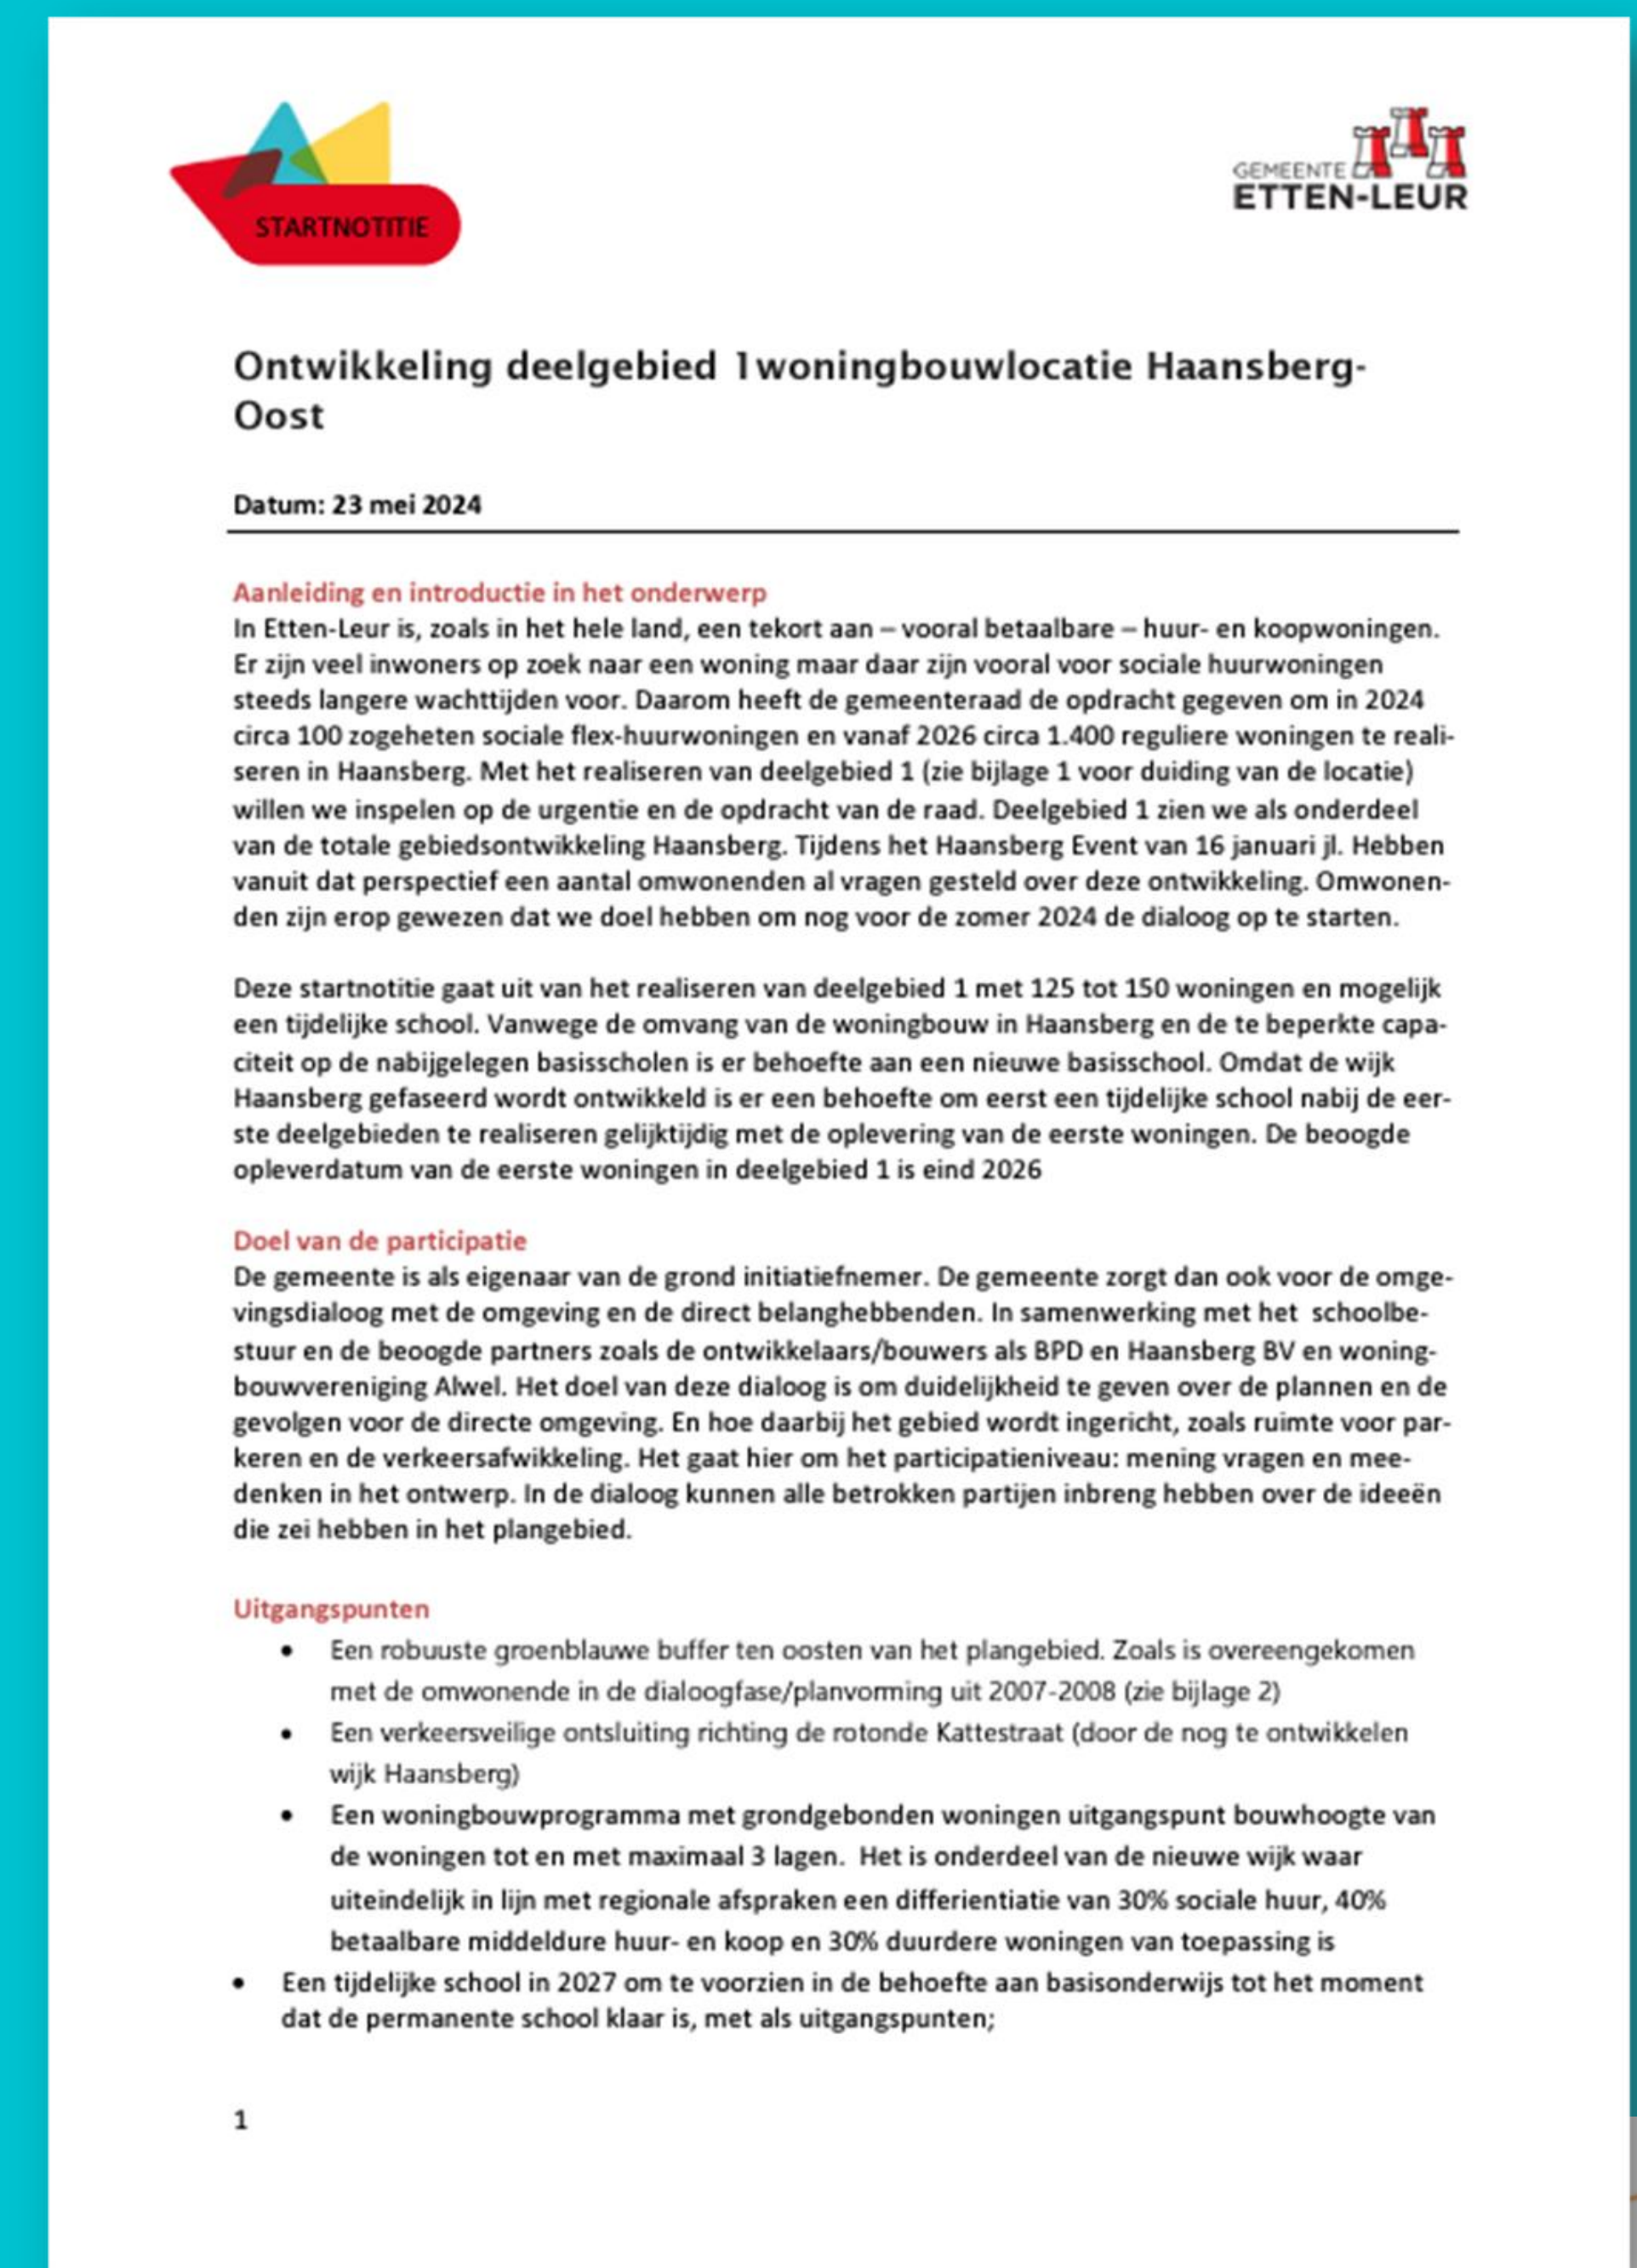 STARTNOTITIE
GEMEENTE
ETTEN-LEUR
Ontwikkeling deelgebied 1woningbouwlocatie Haansberg-
Oost
Datum: 23 mei 2024
Aanleiding en introductie in het onderwerp
In Etten-Leur is, zoals in het hele land, een tekort aan – vooral betaalbare – huur- en koopwoningen.
Er zijn veel inwoners op zoek naar een woning maar daar zijn vooral voor sociale huurwoningen
steeds langere wachttijden voor. Daarom heeft de gemeenteraad de opdracht gegeven om in 2024
circa 100 zogeheten sociale flex-huurwoningen en vanaf 2026 circa 1.400 reguliere woningen te reali-
seren in Haansberg. Met het realiseren van deelgebied 1 (zie bijlage 1 voor duiding van de locatie)
willen we inspelen op de urgentie en de opdracht van de raad. Deelgebied 1 zien we als onderdeel
van de totale gebiedsontwikkeling Haansberg. Tijdens het Haansberg Event van 16 januari jl. Hebben
vanuit dat perspectief een aantal omwonenden al vragen gesteld over deze ontwikkeling. Omwonen-
den zijn erop gewezen dat we doel hebben om nog voor de zomer 2024 de dialoog op te starten.
Deze startnotitie gaat uit van het realiseren van deelgebied 1 met 125 tot 150 woningen en mogelijk
een tijdelijke school. Vanwege de omvang van de woningbouw in Haansberg en de te beperkte capa-
citeit op de nabijgelegen basisscholen is er behoefte aan een nieuwe basisschool. Omdat de wijk
Haansberg gefaseerd wordt ontwikkeld is er een behoefte om eerst een tijdelijke school nabij de eer-
ste deelgebieden te realiseren gelijktijdig met de oplevering van de eerste woningen. De beoogde
opleverdatum van de eerste woningen in deelgebied 1 is eind 2026
Doel van de participatie
De gemeente is als eigenaar van de grond initiatiefnemer. De gemeente zorgt dan ook voor de omge-
vingsdialoog met de omgeving en de direct belanghebbenden. In samenwerking met het schoolbe-
stuur en de beoogde partners zoals de ontwikkelaars/bouwers als BPD en Haansberg BV en woning-
bouwvereniging Alwel. Het doel van deze dialoog is om duidelijkheid te geven over de plannen en de
gevolgen voor de directe omgeving. En hoe daarbij het gebied wordt ingericht, zoals ruimte voor par-
keren en de verkeersafwikkeling. Het gaat hier om het participatieniveau: mening vragen en mee-
denken in het ontwerp. In de dialoog kunnen alle betrokken partijen inbreng hebben over de ideeën
die zei hebben in het plangebied.
Uitgangspunten
• Een robuuste groenblauwe buffer ten oosten van het plangebied. Zoals is overeengekomen
met de omwonende in de dialoogfase/planvorming uit 2007-2008 (zie bijlage 2)
• Een verkeersveilige ontsluiting richting de rotonde Kattestraat (door de nog te ontwikkelen
wijk Haansberg)
• Een woningbouwprogramma met grondgebonden woningen uitgangspunt bouwhoogte van
de woningen tot en met maximaal 3 lagen. Het is onderdeel van de nieuwe wijk waar
uiteindelijk in lijn met regionale afspraken een differientiatie van 30% sociale huur, 40%
betaalbare middeldure huur- en koop en 30% duurdere woningen van toepassing is
• Een tijdelijke school in 2027 om te voorzien in de behoefte aan basisonderwijs tot het moment
dat de permanente school klaar is, met als uitgangspunten;
1